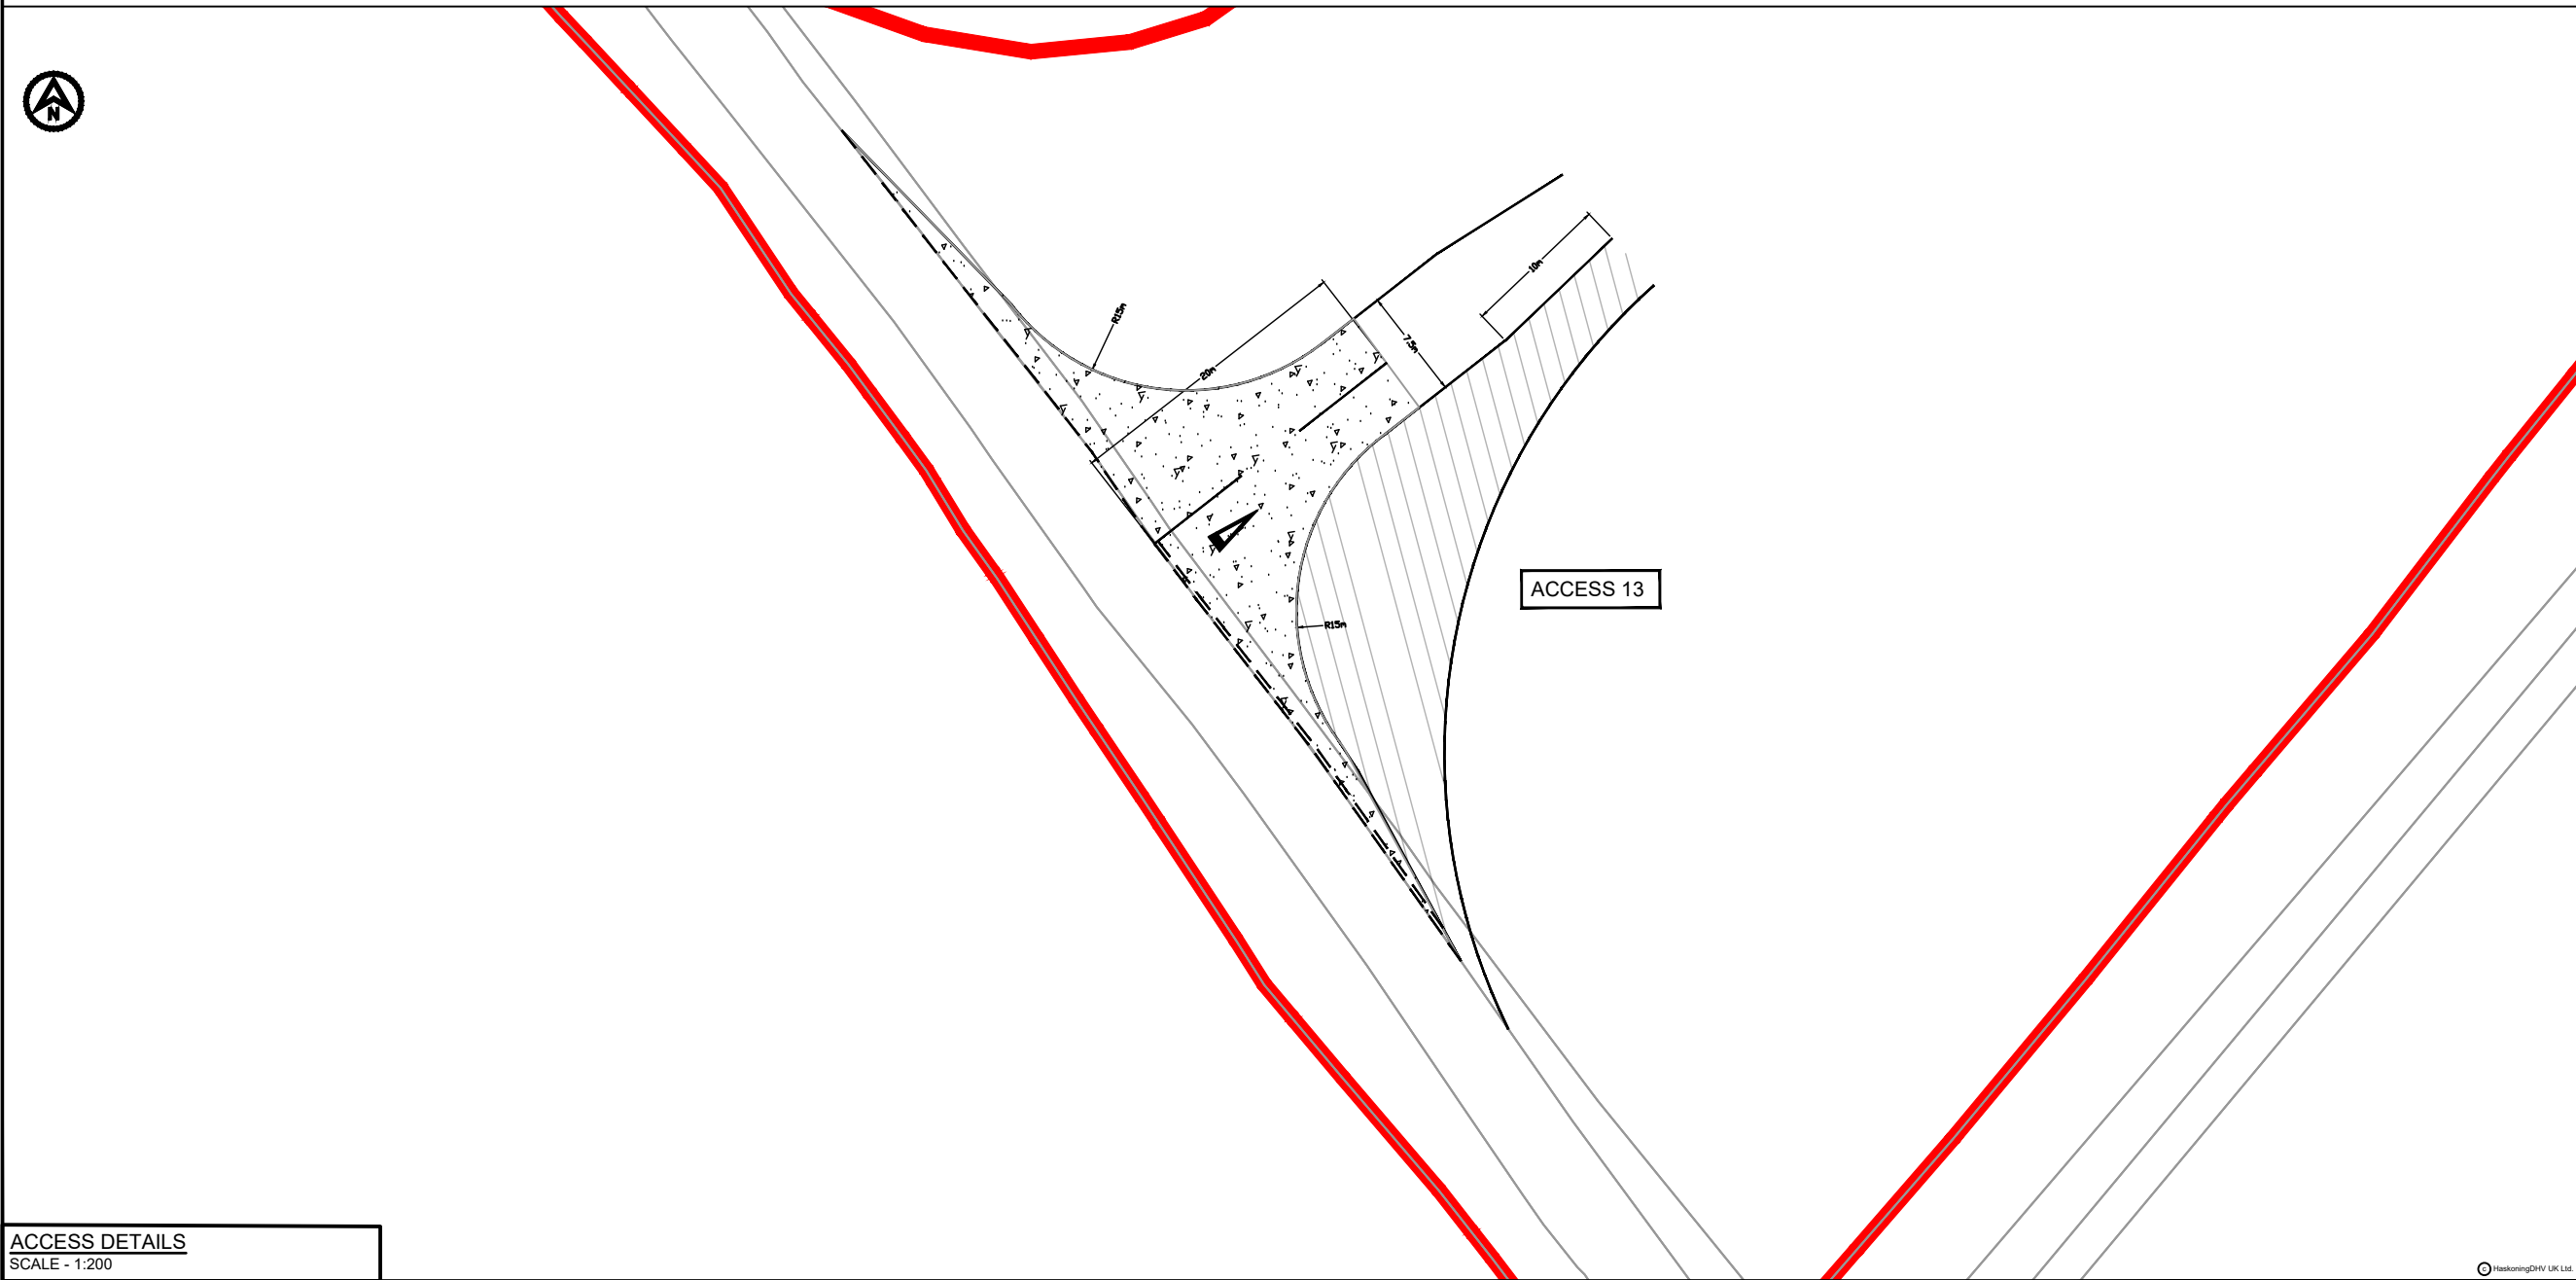 N
R15m
20m
7.5m
10m
ACCESS 13
R15m
ACCESS DETAILS
SCALE - 1:200
c HaskoningDHV UK Ltd.